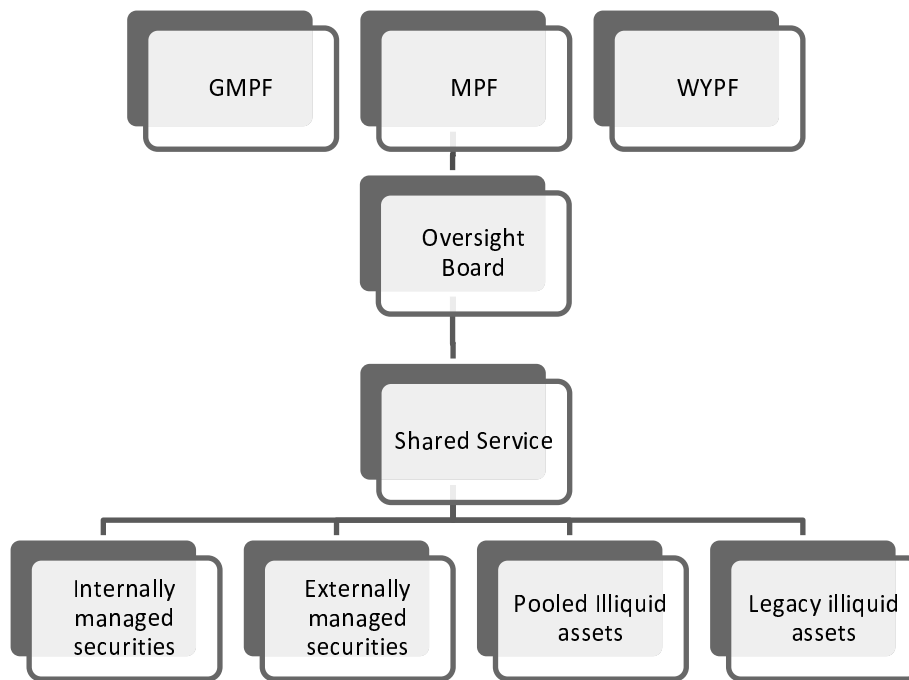 GMPF
MPF
WYPF
Oversight
Board
Shared Service
Internally
managed
securities
Externally
managed
securities
Pooled Illiquid
assets
Legacy illiquid
assets